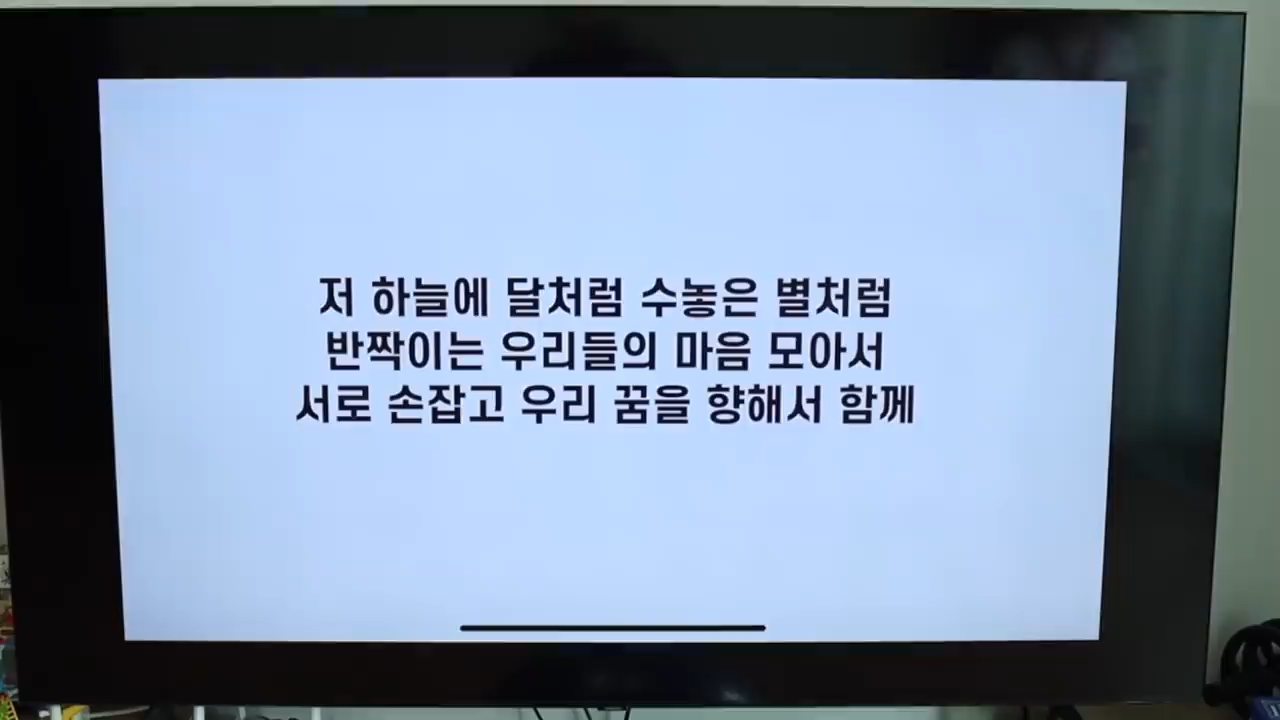 저 하늘에 달처럼 수놓은 별처럼
반짝이는 우리들의 마음 모아서
서로 손잡고 우리 꿈을 향해서 함께